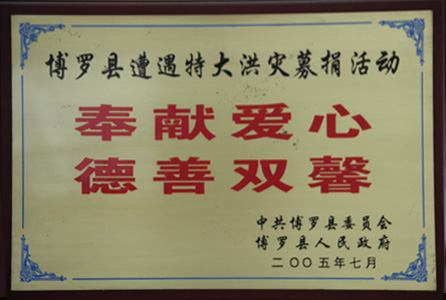 博罗县遭遇特大洪灾募捐活动
奉献爱心
德善双馨
中共博罗县委员会
博罗县人民政府
二〇〇五年七月